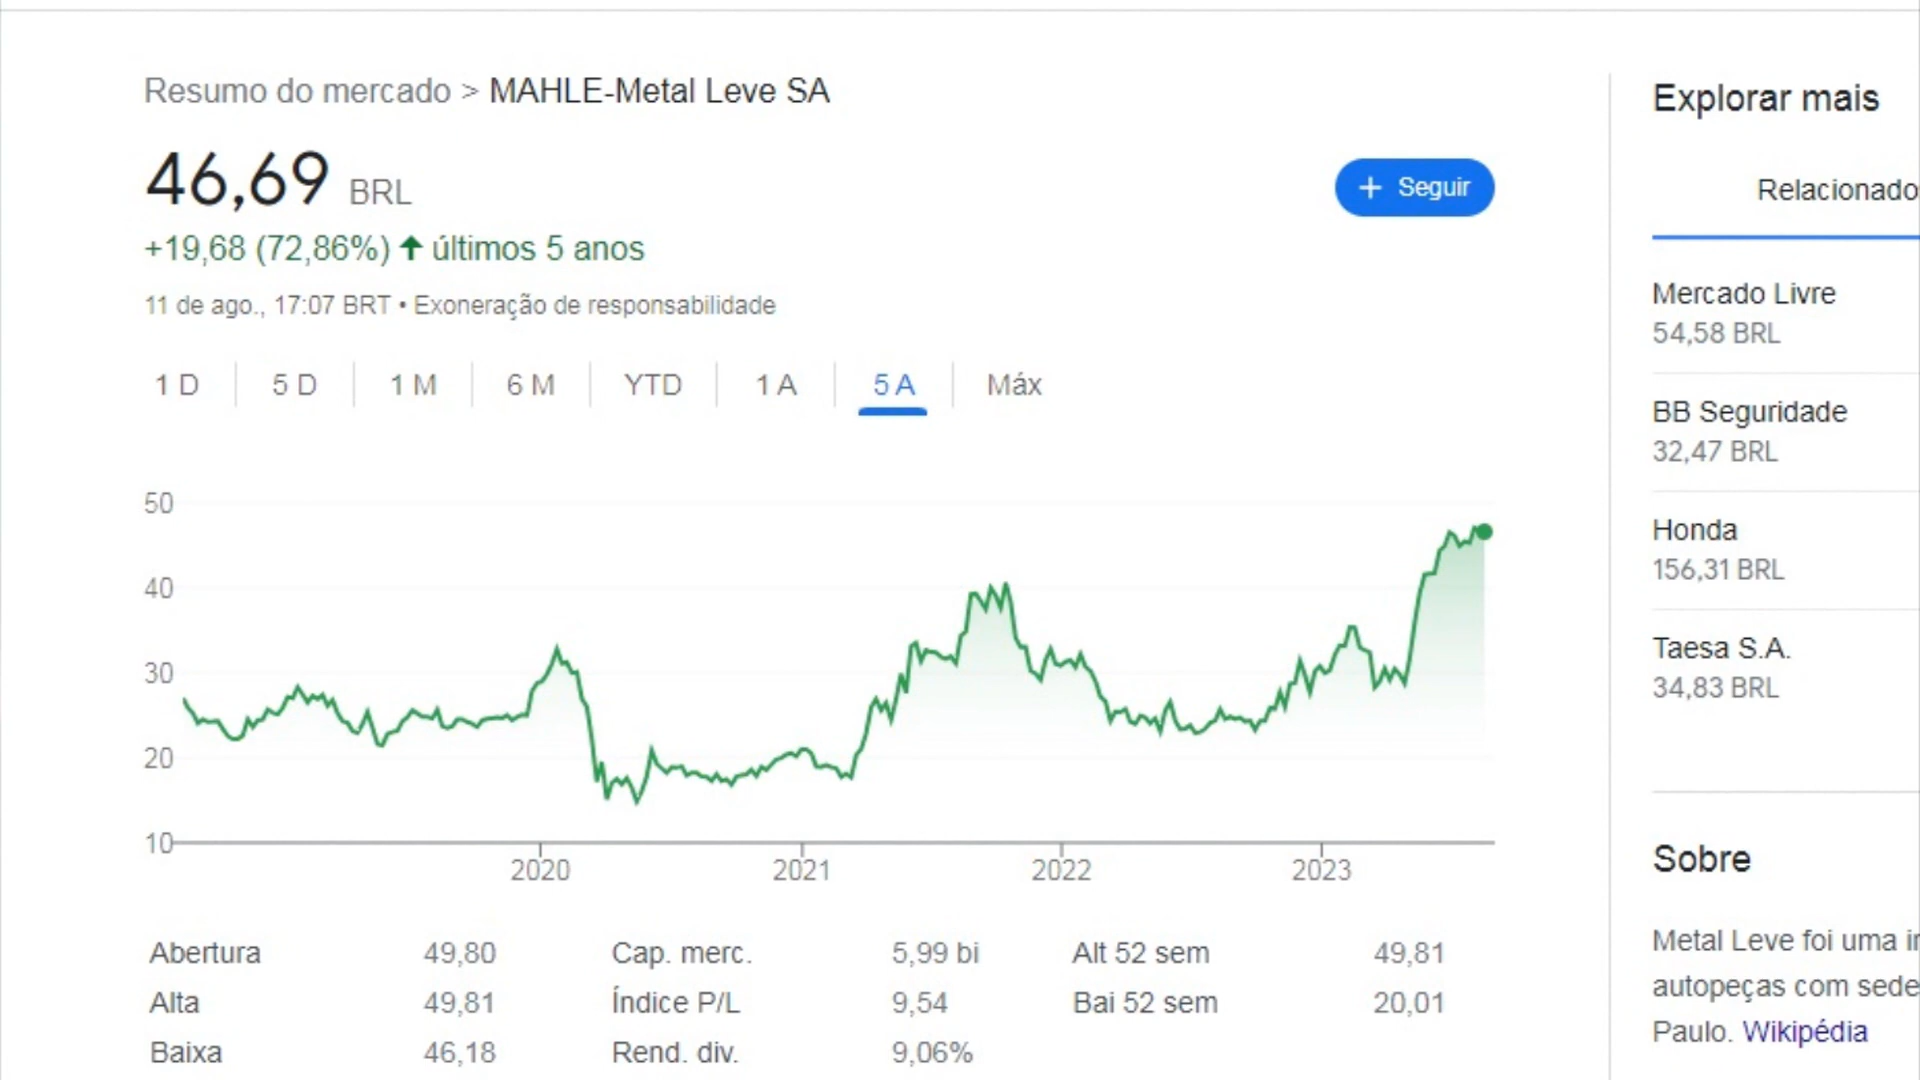 Resumo do mercado > MAHLE-Metal Leve SA
46,69 BRL
+ Seguir
+19,68 (72,86%) ↑ últimos 5 anos
11 de ago., 17:07 BRT • Exoneração de responsabilidade
1 D 5 D 1 M 6 M YTD 1 A 5 A Máx
50
40
30
20
10
2020 2021 2022 2023
Abertura 49,80 Cap. merc. 5,99 bi Alt 52 sem 49,81
Alta 49,81 Índice P/L 9,54 Bai 52 sem 20,01
Baixa 46,18 Rend. div. 9,06%
Explorar mais
Relacionado
Mercado Livre
54,58 BRL
BB Seguridade
32,47 BRL
Honda
156,31 BRL
Taesa S.A.
34,83 BRL
Sobre
Metal Leve foi uma
autopeças com sede
Paulo. Wikipédia